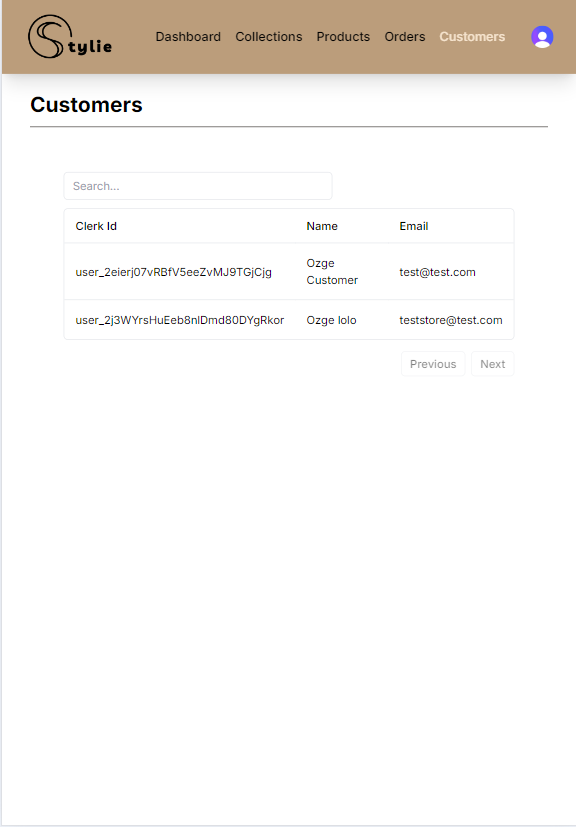 Stylie
Dashboard Collections Products Orders Customers
Customers
Search...
Clerk Id Name Email
user_2eierj07vRBfV5eeZvMJ9TGjCjg Ozge Customer test@test.com
user_2j3WYrsHuEeb8nlDmd80DYgRkor Ozge lolo teststore@test.com
Previous Next